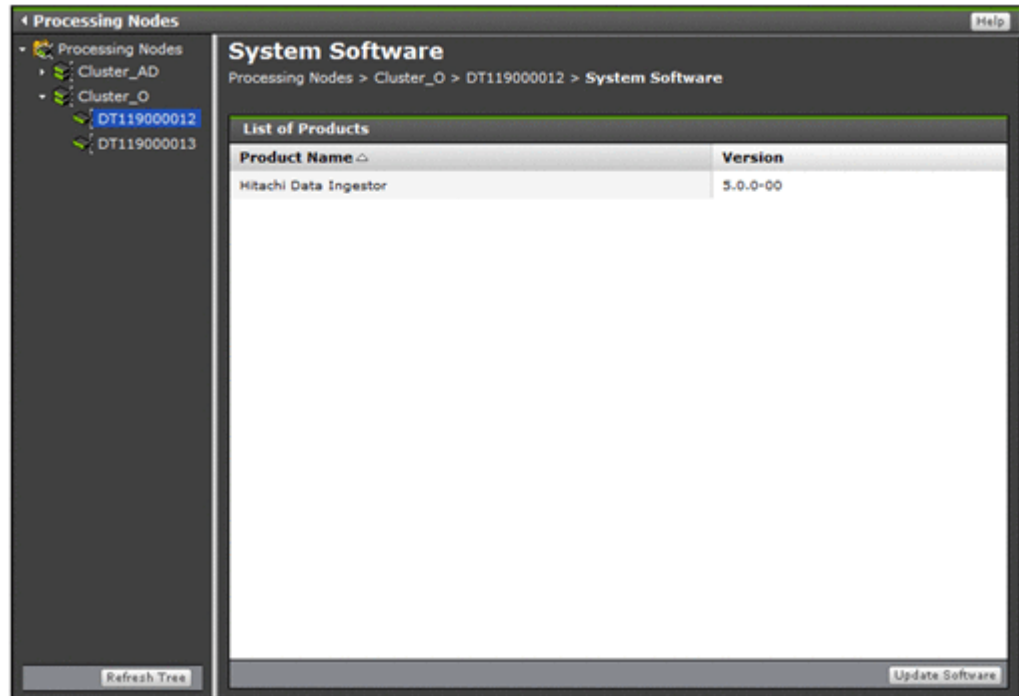 Processing Nodes
Help
Processing Nodes
Cluster_AD
Cluster_O
DT119000012
DT119000013
Refresh Tree
System Software
Processing Nodes > Cluster_O > DT119000012 > System Software
List of Products
Product Name Version
Hitachi Data Ingestor 5.0.0-00
Update Software